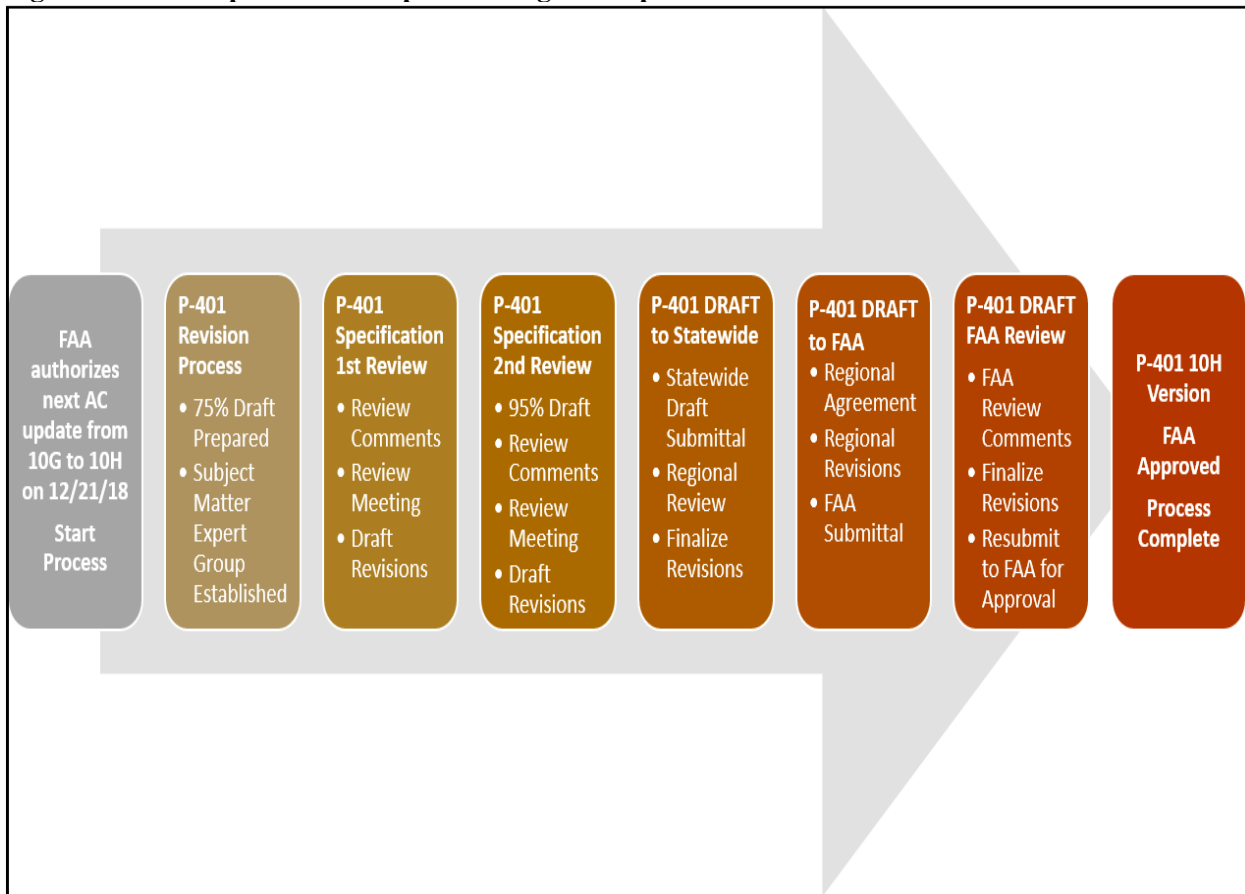 FAA
authorizes
next AC
update from
10G to 10H
on 12/21/18
Start
Process
P-401
Revision
Process
• 75% Draft
Prepared
• Subject
Matter
Expert
Group
Established
P-401
Specification
1st Review
• Review
Comments
• Review
Meeting
• Draft
Revisions
P-401
Specification
2nd Review
• 95% Draft
• Review
Comments
• Review
Meeting
• Draft
Revisions
P-401 DRAFT
to Statewide
• Statewide
Draft
Submittal
• Regional
Review
• Finalize
Revisions
P-401 DRAFT
to FAA
• Regional
Agreement
• Regional
Revisions
• FAA
Submittal
P-401 DRAFT
FAA Review
• FAA
Review
Comments
• Finalize
Revisions
• Resubmit
to FAA for
Approval
P-401 10H
Version
FAA
Approved
Process
Complete